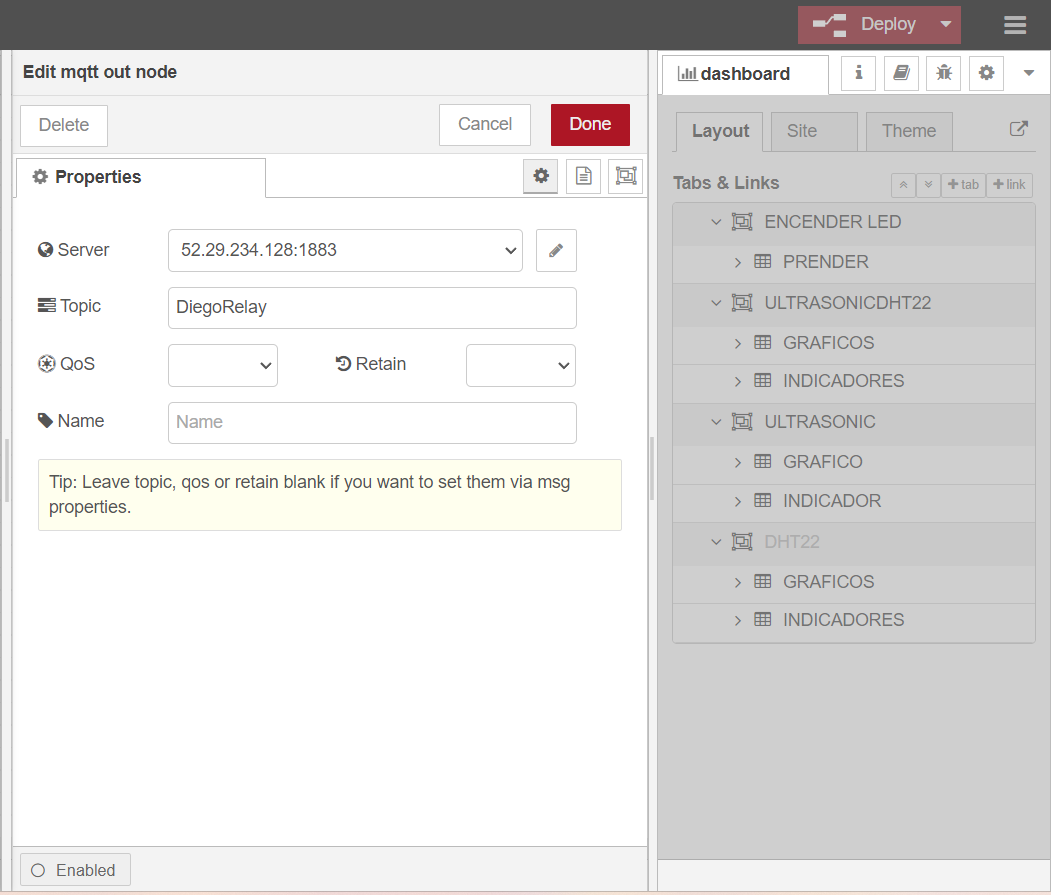 Deploy
Edit mqtt out node
Delete
Cancel
Done
Properties
Server
52.29.234.128:1883
Topic
DiegoRelay
QoS
Retain
Name
Name
Tip: Leave topic, qos or retain blank if you want to set them via msg
properties.
Enabled
dashboard
Layout
Site
Theme
Tabs & Links
tab
link
ENCENDER LED
PRENDER
ULTRASONICDHT22
GRAFICOS
INDICADORES
ULTRASONIC
GRAFICO
INDICADOR
DHT22
GRAFICOS
INDICADORES